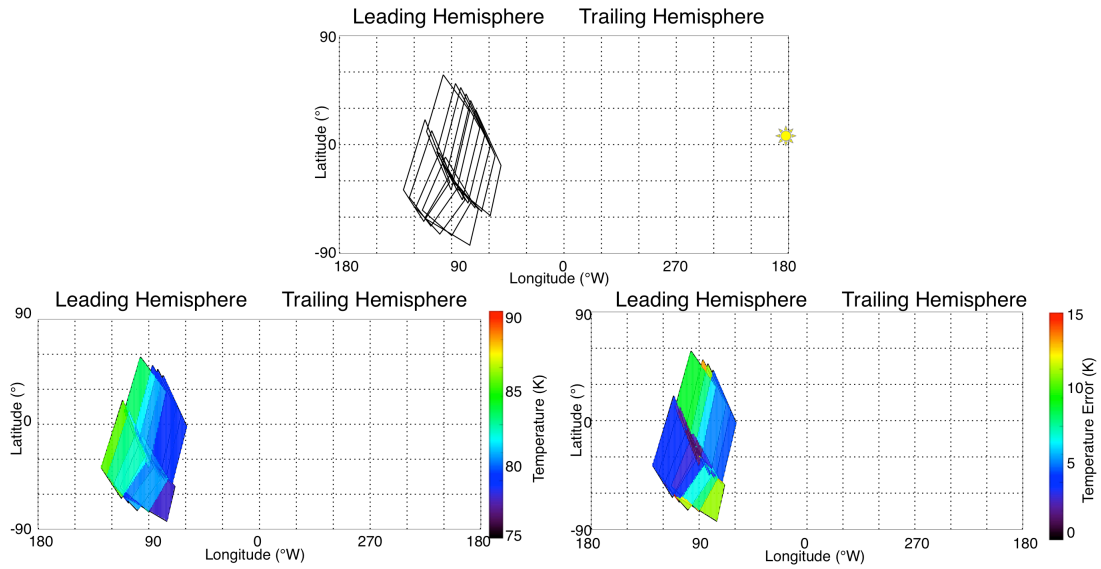 Leading Hemisphere Trailing Hemisphere
90
Latitude (°)
0
-90
180 90 0 270 180
Longitude (°W)
Leading Hemisphere Trailing Hemisphere
90
Latitude (°)
0
-90
180 90 0 270 180
Longitude (°W)
90
85
80
75
Temperature (K)
Leading Hemisphere Trailing Hemisphere
90
Latitude (°)
0
-90
180 90 0 270 180
Longitude (°W)
15
10
5
0
Temperature Error (K)